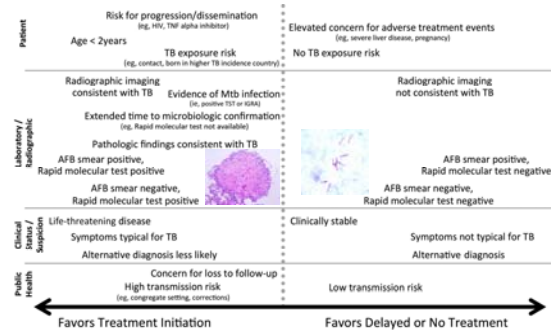 Patient
Risk for progression/dissemination
(eg, HIV, TNF alpha inhibitor)
Age < 2years
TB exposure risk
(eg, contact, born in higher TB incidence country)
Elevated concern for adverse treatment events
(eg, severe liver disease, pregnancy)
No TB exposure risk
Laboratory /
Radiographic
Radiographic imaging
consistent with TB
Evidence of Mtb infection
(ie, positive TST or IGRA)
Extended time to microbiologic confirmation
(eg, Rapid molecular test not available)
Pathologic findings consistent with TB
AFB smear positive,
Rapid molecular test positive
AFB smear negative,
Rapid molecular test positive
Radiographic imaging
not consistent with TB
AFB smear positive,
Rapid molecular test negative
AFB smear negative,
Rapid molecular test negative
Clinical
Status /
Suspicion
Life-threatening disease
Symptoms typical for TB
Alternative diagnosis less likely
Clinically stable
Symptoms not typical for TB
Alternative diagnosis
Public
Health
Concern for loss to follow-up
High transmission risk
(eg, congregate setting, corrections)
Low transmission risk
Favors Treatment Initiation
Favors Delayed or No Treatment